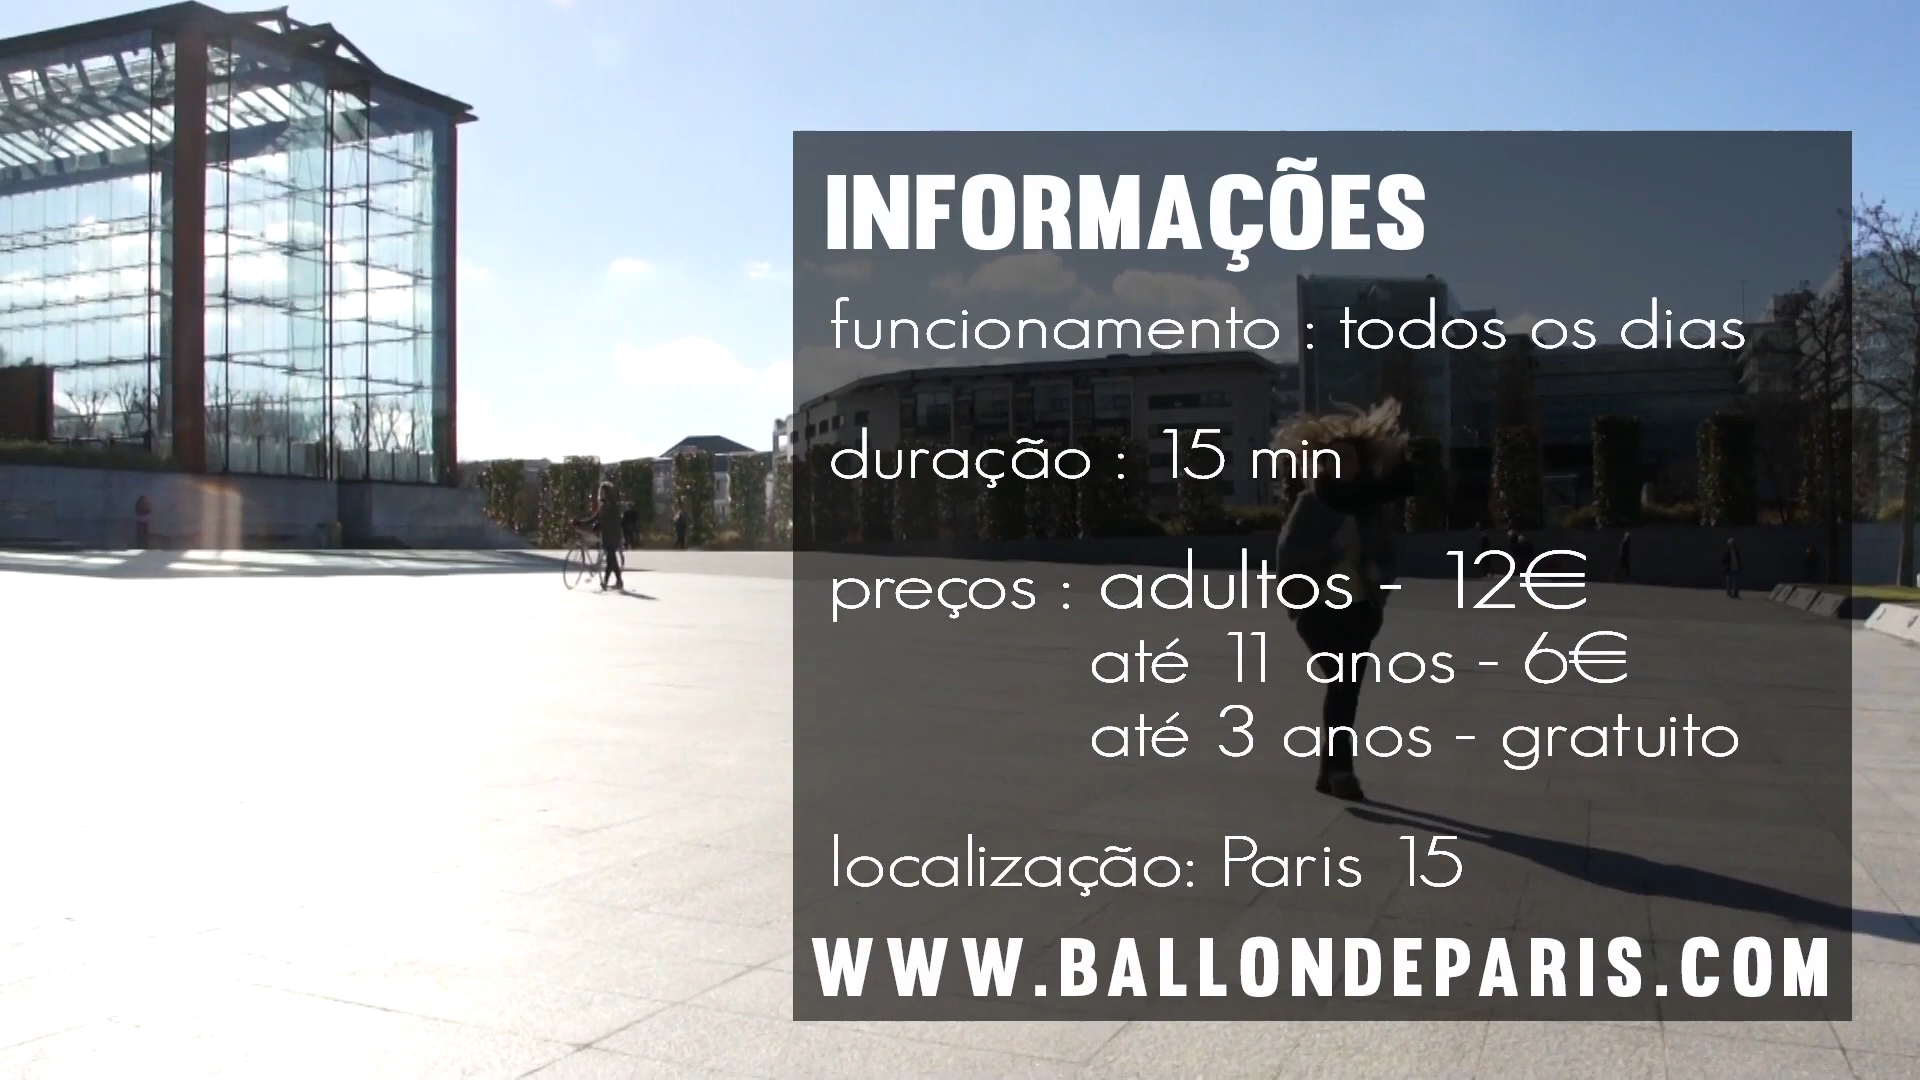 INFORMAÇÕES
funcionamento : todos os dias
duração : 15 min
preços : adultos - 12€
até 11 anos - 6€
até 3 anos - gratuito
localização: Paris 15
WWW.BALLONDEPARIS.COM